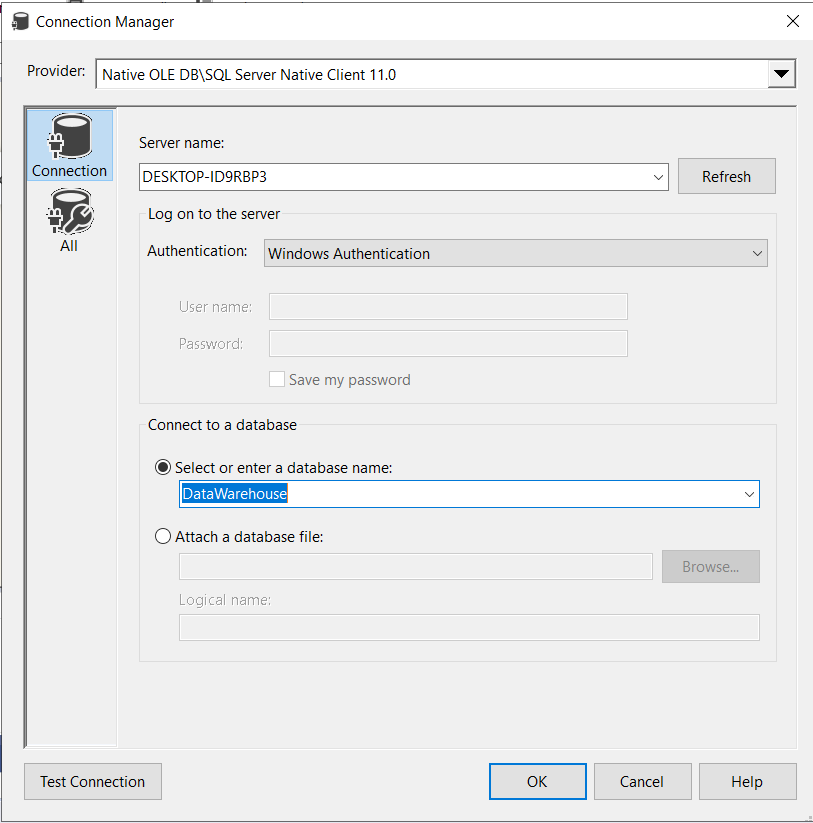 Connection Manager
Provider: Native OLE DB\SQL Server Native Client 11.0
Connection
All
Server name:
DESKTOP-ID9RBP3
Refresh
Log on to the server
Authentication: Windows Authentication
User name:
Password:
Save my password
Connect to a database
Select or enter a database name:
DataWarehouse
Attach a database file:
Browse...
Logical name:
Test Connection OK Cancel Help